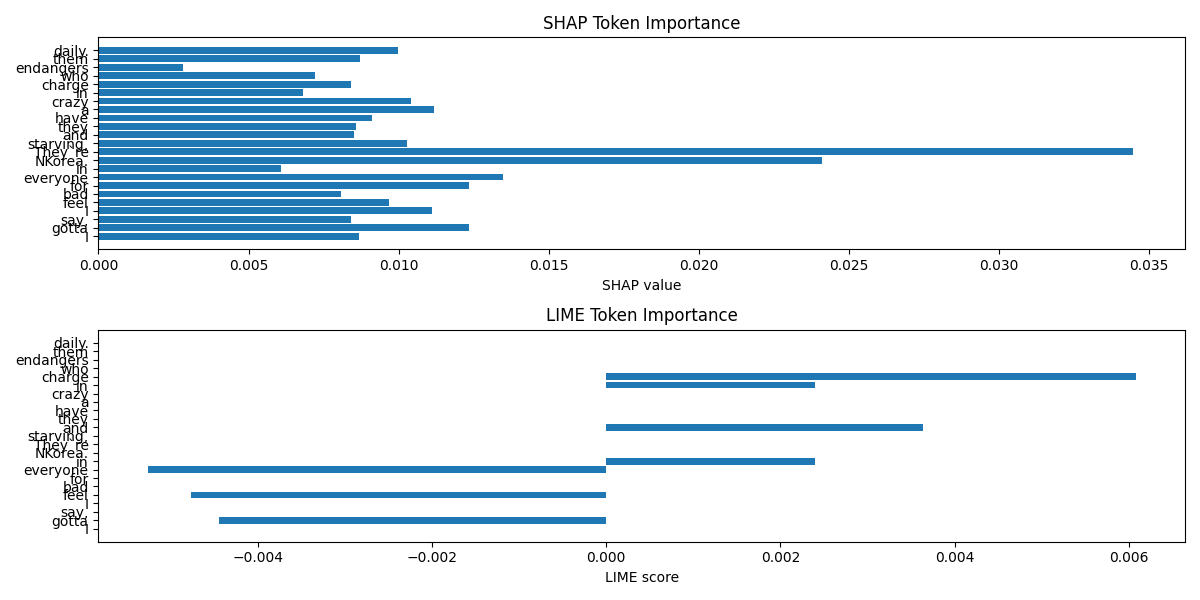 SHAP Token Importance
daily.
them
endangers
who
charge
in
crazy
a
have
they
and
starving,
They 're
NKorea.
in
everyone
for
bad
feel
I
say,
gotta
I
0.000 0.005 0.010 0.015 0.020 0.025 0.030 0.035
SHAP value
LIME Token Importance
daily.
them
endangers
who
charge
in
crazy
a
have
they
and
starving,
They 're
NKorea.
in
everyone
for
bad
feel
I
say,
gotta
I
−0.004 −0.002 0.000 0.002 0.004 0.006
LIME score